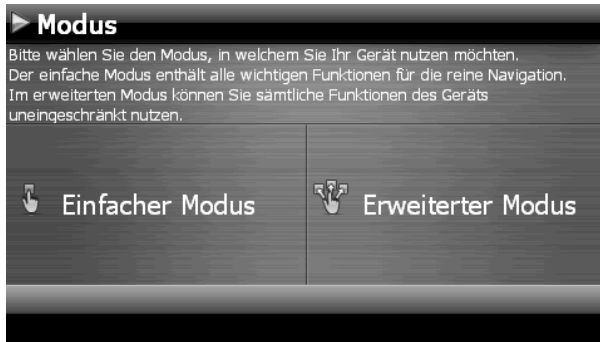 Modus
Bitte wählen Sie den Modus, in welchem Sie Ihr Gerät nutzen möchten.
Der einfache Modus enthält alle wichtigen Funktionen für die reine Navigation.
Im erweiterten Modus können Sie sämtliche Funktionen des Geräts
uneingeschränkt nutzen.
Einfacher Modus
Erweiterter Modus